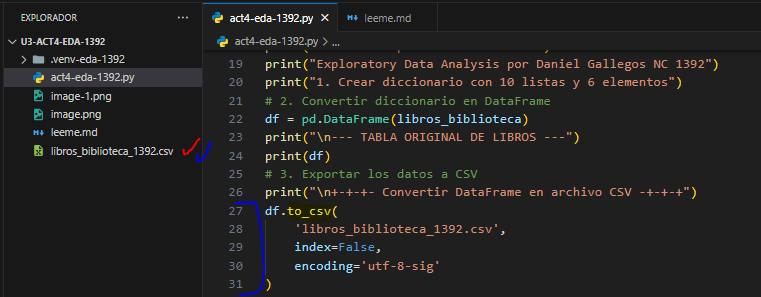 EXPLORADOR
U3-ACT4-EDA-1392
.venv-eda-1392
act4-eda-1392.py
image-1.png
image.png
leeme.md
libros_biblioteca_1392.csv
act4-eda-1392.py
leeme.md
act4-eda-1392.py > ...
19 print("Exploratory Data Analysis por Daniel Gallegos NC 1392")
20 print("1. Crear diccionario con 10 listas y 6 elementos")
21 # 2. Convertir diccionario en DataFrame
22 df = pd.DataFrame(libros_biblioteca)
23 print("\n--- TABLA ORIGINAL DE LIBROS ---")
24 print(df)
25 # 3. Exportar los datos a CSV
26 print("\n+-+-+- Convertir DataFrame en archivo CSV -+-+-+")
27 df.to_csv(
28 'libros_biblioteca_1392.csv',
29 index=False,
30 encoding='utf-8-sig'
31 )